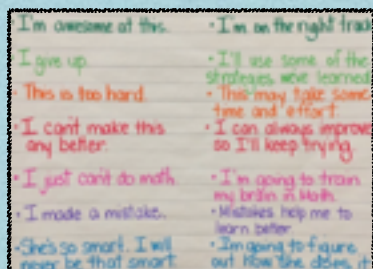 I'm awesome at this.
I give up.
• This is too hard.
• I can't make this
any better.
• I just can't do math.
• I made a mistake.
• She's so smart. I will
never be that smart.
• I'm on the right track
• I'll use some of the
strategies we've learned
• This may take some
time and effort.
• I can always improve
so I'll keep trying.
• I'm going to train
my brain in Math.
• Mistakes help me to
learn better.
• I'm going to figure
out how she does it